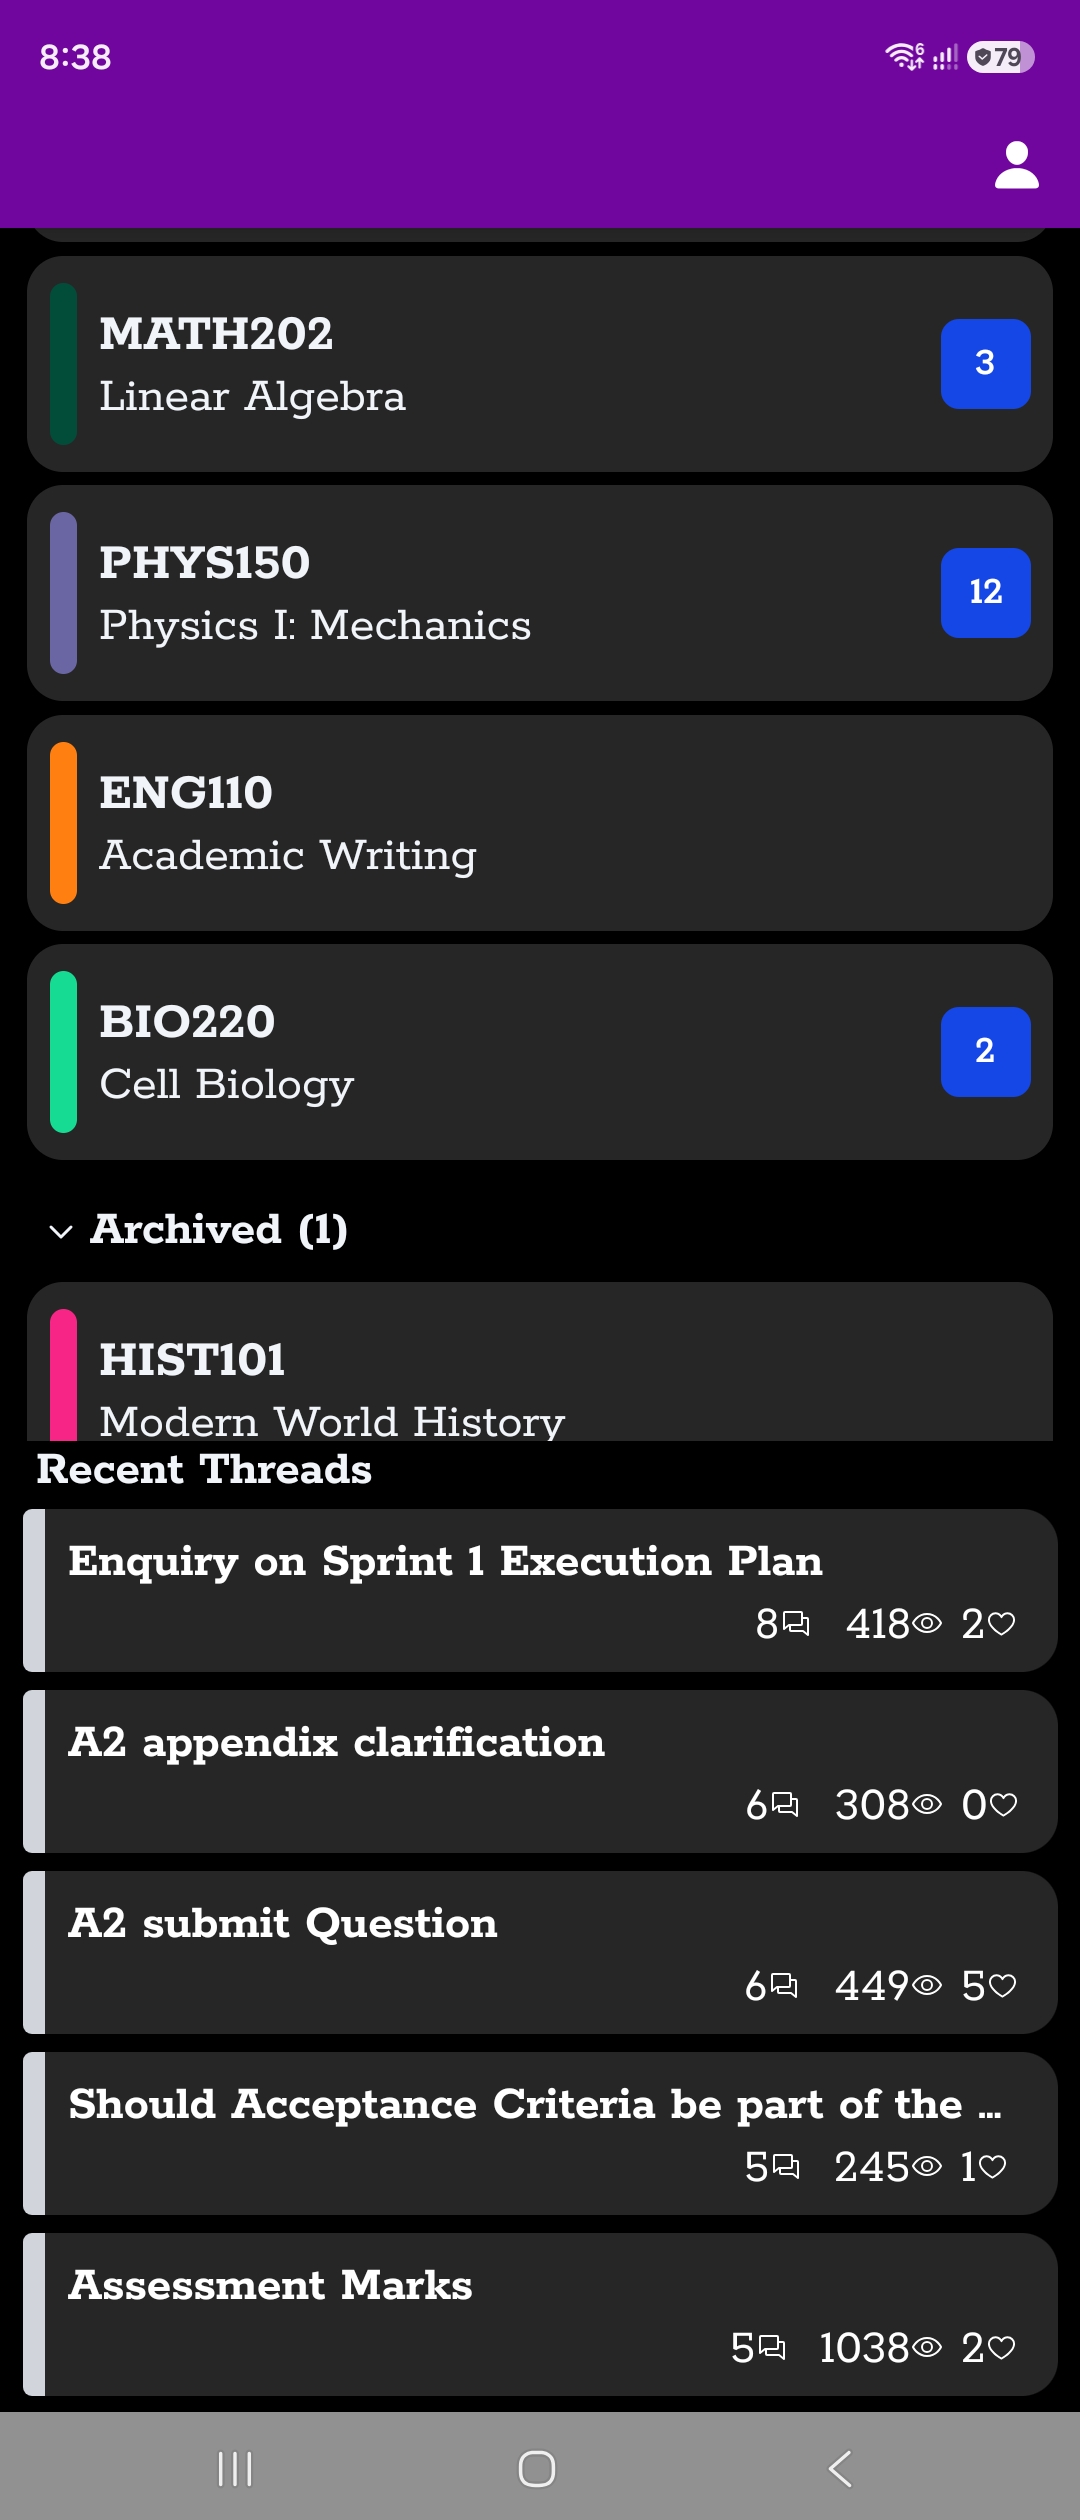 8:38
6
79
MATH202
Linear Algebra
3
PHYS150
Physics I: Mechanics
12
ENG110
Academic Writing
BIO220
Cell Biology
2
Archived (1)
HIST101
Modern World History
Recent Threads
Enquiry on Sprint 1 Execution Plan
8 418 2
A2 appendix clarification
6 308 0
A2 submit Question
6 449 5
Should Acceptance Criteria be part of the ...
5 245 1
Assessment Marks
5 1038 2